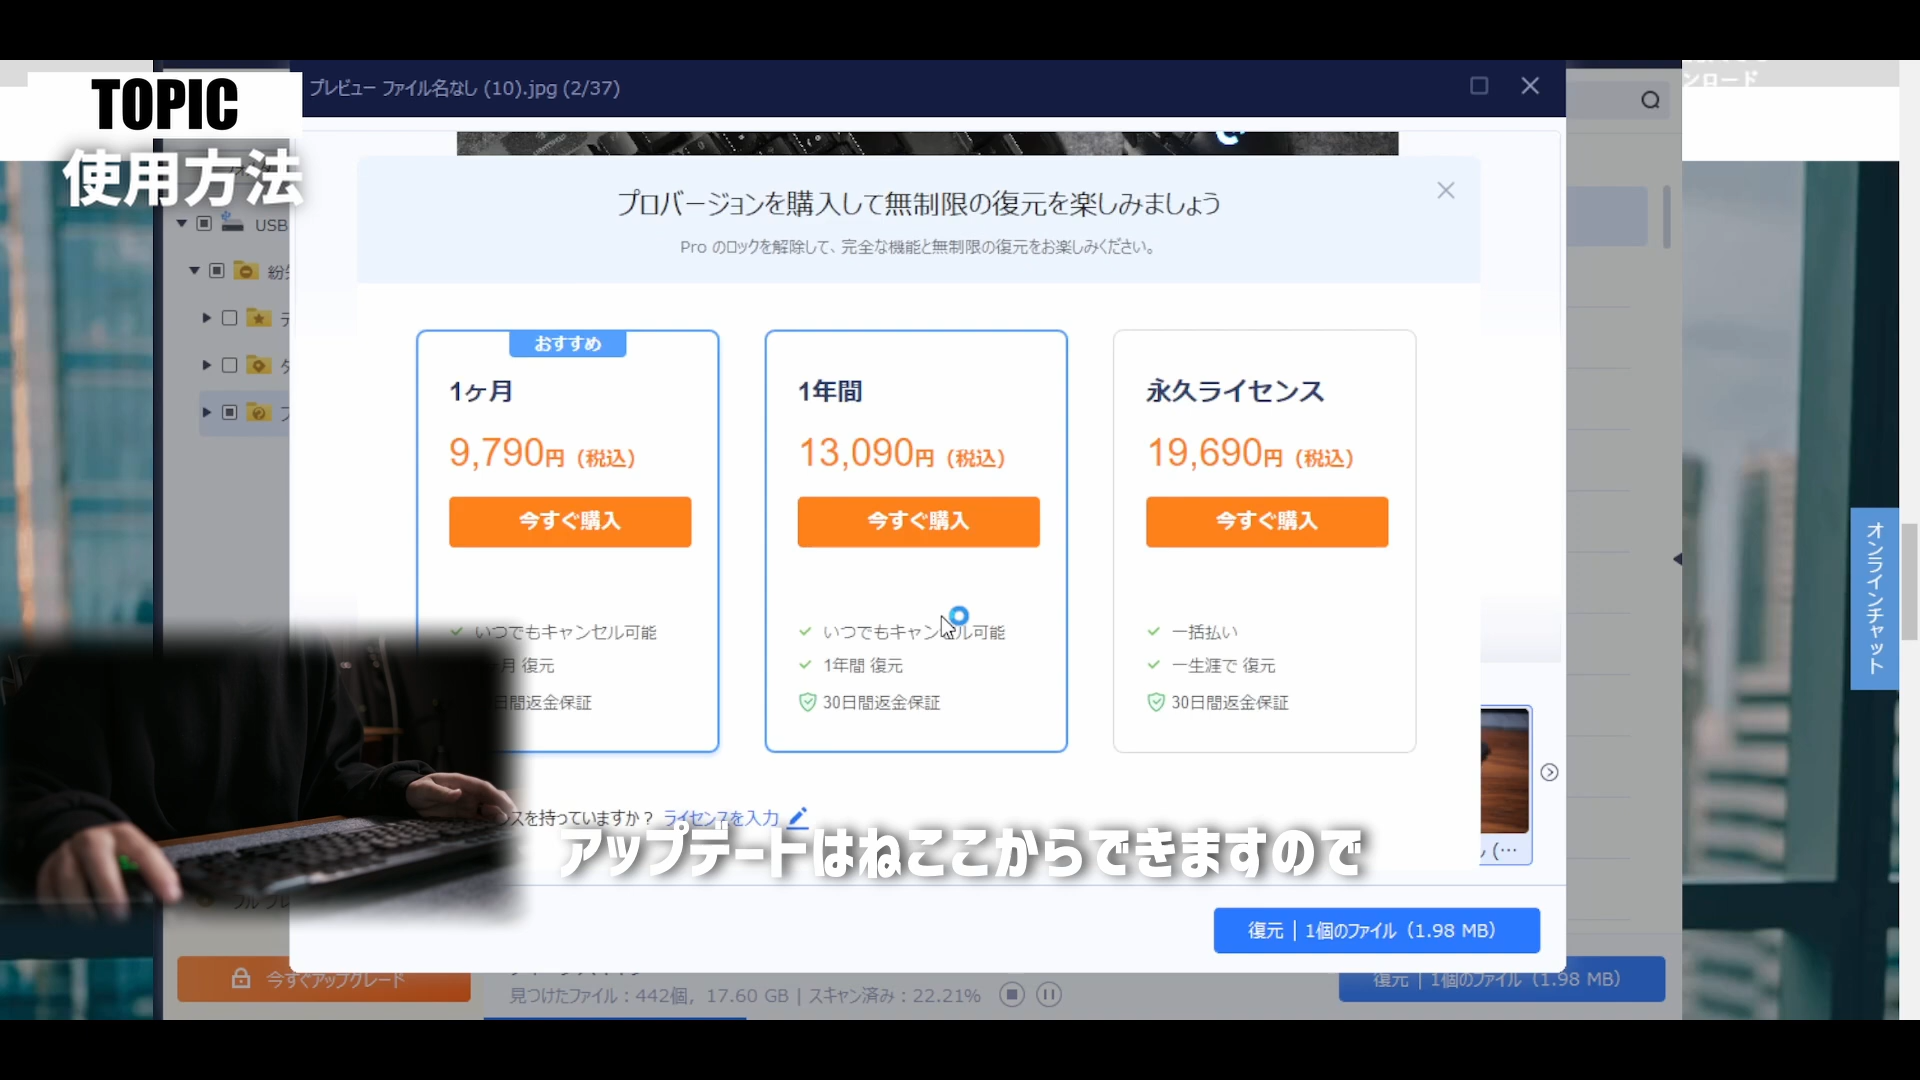 プレビュー ファイル名なし (10).jpg (2/37)
ンロード
TOPIC
使用方法
プロバージョンを購入して無制限の復元を楽しみましょう
Pro のロックを解除して、完全な機能と無制限の復元をお楽しみください。
USB
紛
おすすめ
1ヶ月
9,790円（税込）
今すぐ購入
いつでもキャンセル可能
月 復元
日間返金保証
1年間
13,090円（税込）
今すぐ購入
いつでもキャンセル可能
1年間 復元
30日間返金保証
永久ライセンス
19,690円（税込）
今すぐ購入
一括払い
一生涯で 復元
30日間返金保証
オンラインチャット
スを持っていますか？ ライセンスを入力
アップデートはねここからできますので
復元 | 1個のファイル（1.98 MB）
今すぐアップグレード
見つけたファイル：442個，17.60 GB | スキャン済み：22.21%
復元 | 1個のファイル（1.98 MB）